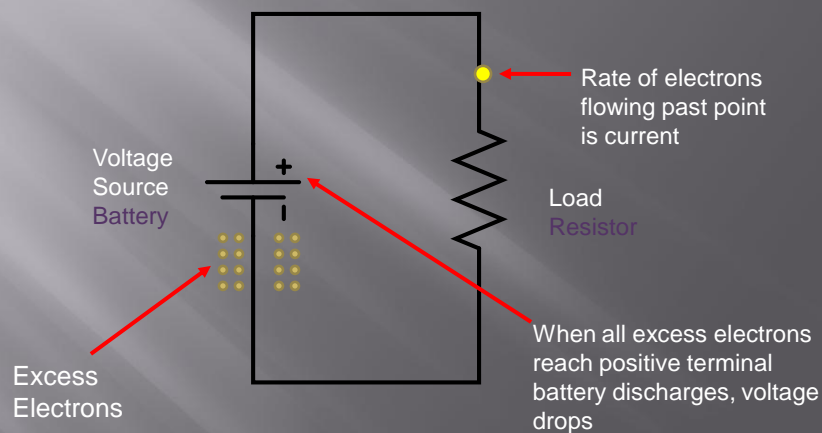 Rate of electrons
flowing past point
is current
Voltage
Source
Battery
+
-
Load
Resistor
Excess
Electrons
When all excess electrons
reach positive terminal
battery discharges, voltage
drops